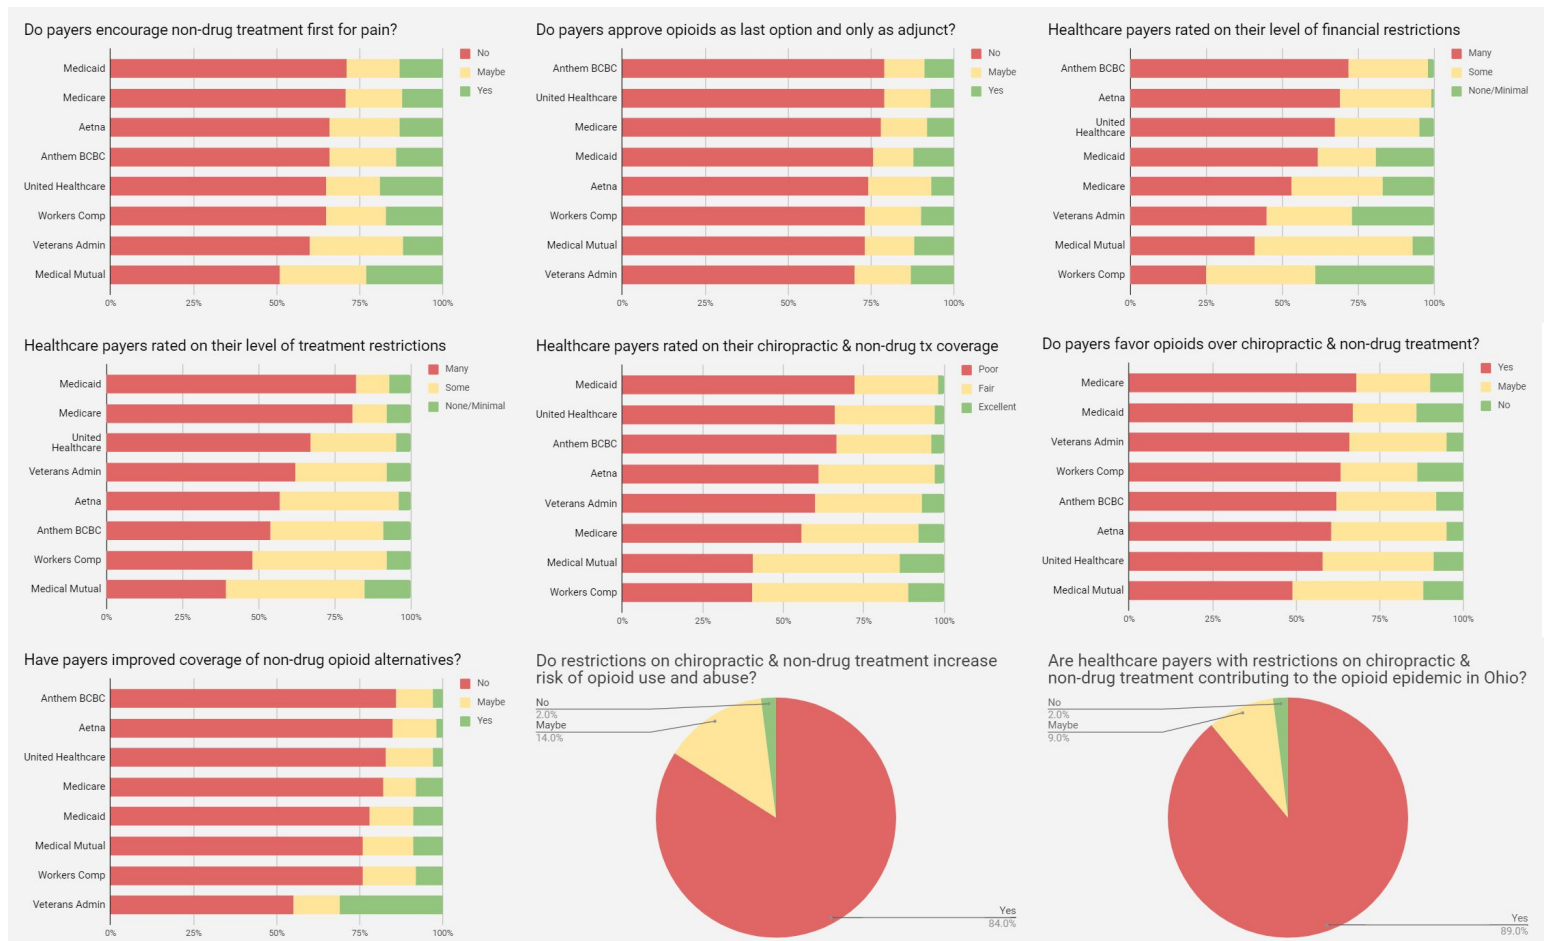 Do payers encourage non-drug treatment first for pain?
No
Maybe
Yes
Medicaid
Medicare
Aetna
Anthem BCBC
United Healthcare
Workers Comp
Veterans Admin
Medical Mutual
0% 25% 50% 75% 100%
Do payers approve opioids as last option and only as adjunct?
No
Maybe
Yes
Anthem BCBC
United Healthcare
Medicare
Medicaid
Aetna
Workers Comp
Medical Mutual
Veterans Admin
0% 25% 50% 75% 100%
Healthcare payers rated on their level of financial restrictions
Many
Some
None/Minimal
Anthem BCBC
Aetna
United
Healthcare
Medicaid
Medicare
Veterans Admin
Medical Mutual
Workers Comp
0% 25% 50% 75% 100%
Healthcare payers rated on their level of treatment restrictions
Many
Some
None/Minimal
Medicaid
Medicare
United
Healthcare
Veterans Admin
Aetna
Anthem BCBC
Workers Comp
Medical Mutual
0% 25% 50% 75% 100%
Healthcare payers rated on their chiropractic & non-drug tx coverage
Poor
Fair
Excellent
Medicaid
United Healthcare
Anthem BCBC
Aetna
Veterans Admin
Medicare
Medical Mutual
Workers Comp
0% 25% 50% 75% 100%
Do payers favor opioids over chiropractic & non-drug treatment?
Yes
Maybe
No
Medicare
Medicaid
Veterans Admin
Workers Comp
Anthem BCBC
Aetna
United Healthcare
Medical Mutual
0% 25% 50% 75% 100%
Have payers improved coverage of non-drug opioid alternatives?
No
Maybe
Yes
Anthem BCBC
Aetna
United Healthcare
Medicare
Medicaid
Medical Mutual
Workers Comp
Veterans Admin
0% 25% 50% 75% 100%
Do restrictions on chiropractic & non-drug treatment increase
risk of opioid use and abuse?
No
2.0%
Maybe
14.0%
Yes
84.0%
Are healthcare payers with restrictions on chiropractic &
non-drug treatment contributing to the opioid epidemic in Ohio?
No
2.0%
Maybe
9.0%
Yes
89.0%